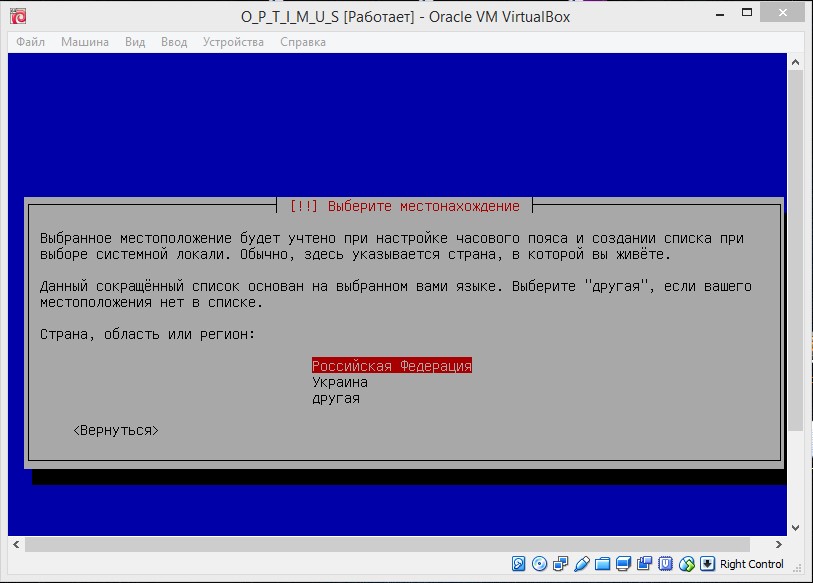 O_P_T_I_M_U_S [Работает] - Oracle VM VirtualBox
Файл Машина Вид Ввод Устройства Справка
[!!] Выберите местонахождение
Выбранное местоположение будет учтено при настройке часового пояса и создании списка при
выборе системной локали. Обычно, здесь указывается страна, в которой вы живёте.
Данный сокращённый список основан на выбранном вами языке. Выберите "другая", если вашего
местоположения нет в списке.
Страна, область или регион:
Российская Федерация
Украина
другая
<Вернуться>
Right Control